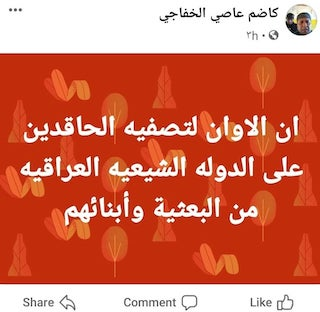 كاضم عاصي الخفاجي
٢h
ان الاوان لتصفيه الحاقدين
على الدوله الشيعيه العراقيه
من البعثية وأبنائهم
Like
Comment
Share